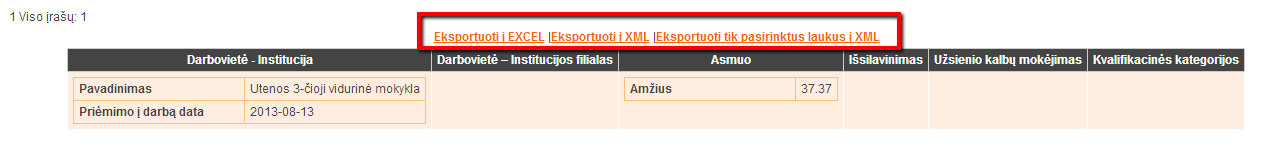 1 Viso įrašų: 1
Eksportuoti į EXCEL |Eksportuoti į XML |Eksportuoti tik pasirinktus laukus į XML
Darbovietė - Institucija Darbovietė – Institucijos filialas Asmuo Išsilavinimas Užsienio kalbų mokėjimas Kvalifikacinės kategorijos
Pavadinimas Utenos 3-čioji vidurinė mokykla Amžius 37.37
Priėmimo į darbą data 2013-08-13